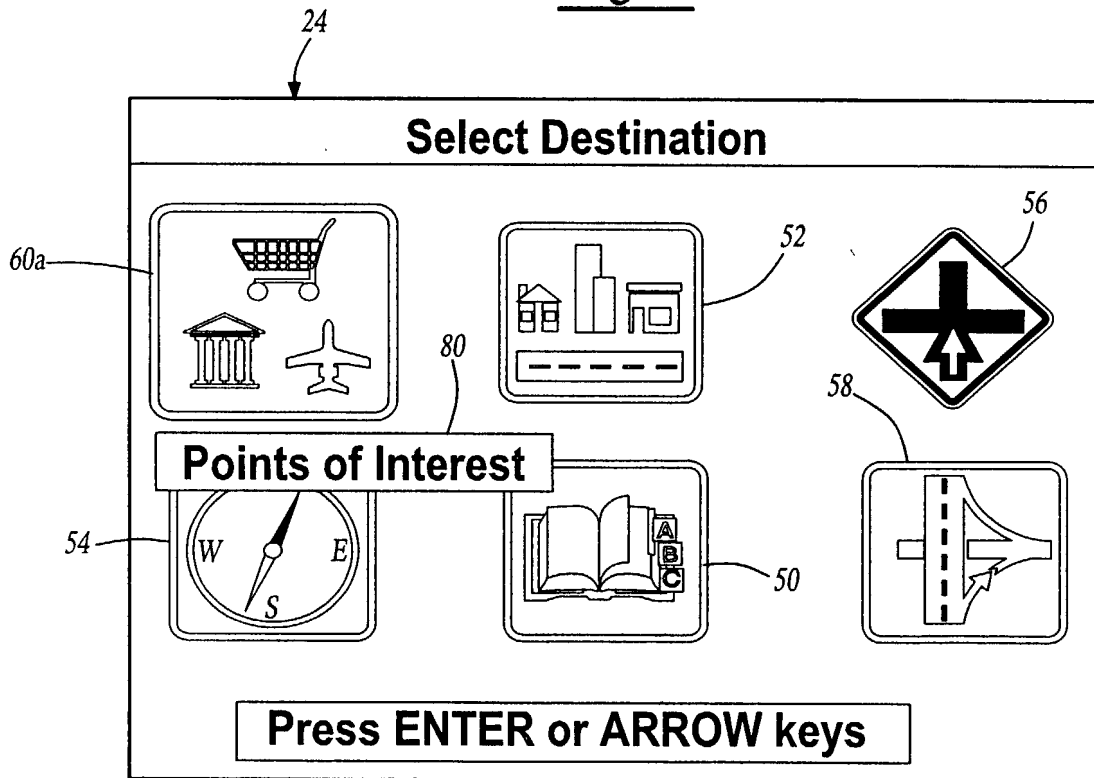 24
Select Destination
56
52
60a
80
58
Points of Interest
54
W
E
S
A
B
C
50
Press ENTER or ARROW keys